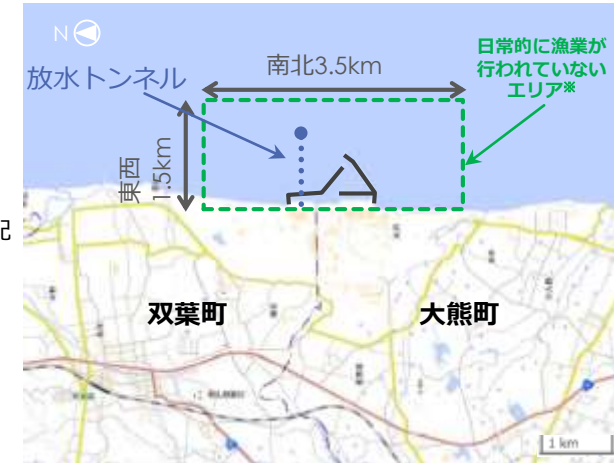 N
南北3.5km
日常的に漁業が
行われていない
エリア※
放水トンネル
東西
1.5km
双葉町
大熊町
1 km